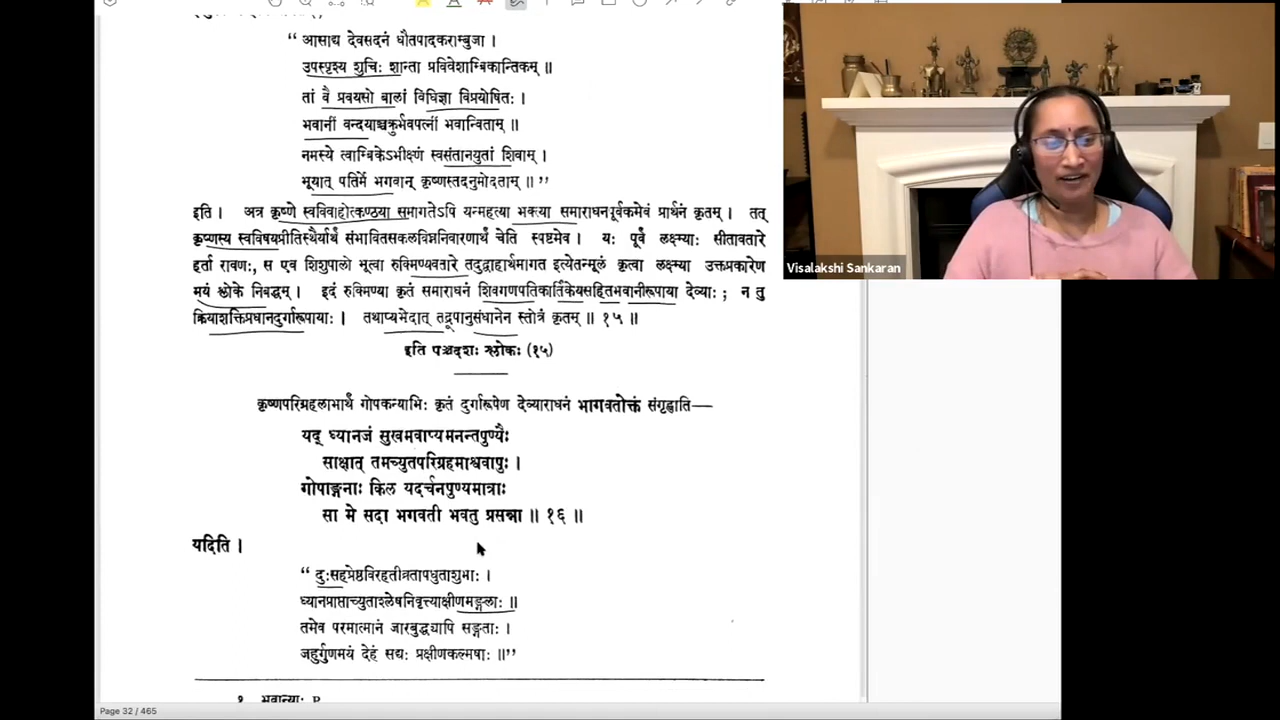 “ आसाद्य देवसदनं धौतपादकराम्बुजा ।
उपस्पृश्य शुचिः शान्ता प्रविवेशाम्बिकान्तिकम् ॥
तां वै प्रवयसो बालां विधिज्ञा विप्रयोषितः ।
भवानीं वन्दयाञ्चक्रुर्भवपत्नीं भवान्विताम् ॥
नमस्ये त्वाम्बिकेऽभीक्ष्णं स्वसंतानयुतां शिवाम् ।
भूयात् पतिर्मे भगवान् कृष्णस्तदनुमोदताम् ॥ ”
इति । अत्र कृष्णे स्वविवाहोत्कण्ठया समागतेऽपि यन्महत्या भक्त्या समाराधनपूर्वकमेवं प्रार्थनं कृतम् । तत्
कृष्णस्य स्वविषयप्रीतिस्थैर्यार्थं संभावितसकलविघ्ननिवारणार्थं चेति स्पष्टमेव । यः पूर्वं लक्ष्म्याः सीतावतारे
हर्ता रावणः, स एव शिशुपालो भूत्वा रुक्मिण्यवतारे तदुद्वाहार्थमागत इत्येतन्मूलं कृत्वा लक्ष्म्या उक्तप्रकारेण
मयं श्लोके निबद्धम् । इदं रुक्मिण्या कृतं समाराधनं शिवगणपतिकार्तिकेयसहितभवानीरूपाया देव्याः ; न तु
क्रियाशक्तिप्रधानदुर्गारूपायाः । तथाप्यभेदात् तद्रूपानुसंधानेन स्तोत्रं कृतम् ॥ १५ ॥
इति पञ्चदशः श्लोकः (१५)
कृष्णपरिग्रहलाभार्थं गोपकन्याभिः कृतं दुर्गारूपेण देव्याराधनं भागवतोक्तं संगृह्णाति—
यद् ध्यानजं सुखमवाप्यमनन्तपुण्यैः
साक्षात् तमच्युतपरिग्रहमाश्ववापुः ।
गोपाङ्गनाः किल यदर्चनपुण्यमात्राः
सा मे सदा भगवती भवतु प्रसन्ना ॥ १६ ॥
यदिति ।
“ दुःसहप्रेष्ठविरहतीव्रतापधुताशुभाः ।
ध्यानप्राप्ताच्युताश्लेषनिवृत्त्याक्षीणमङ्गलाः ॥
तमेव परमात्मानं जारबुद्ध्यापि सङ्गताः ।
जहुर्गुणमयं देहं सद्यः प्रक्षीणकल्मषाः ॥”
Page 32 / 465
Visalakshi Sankaran